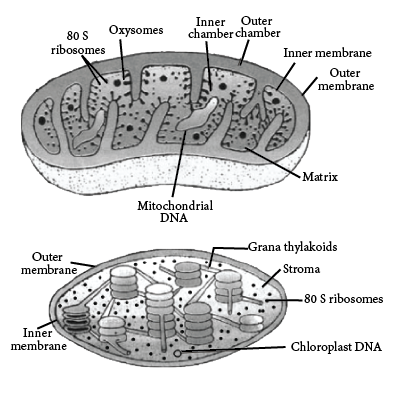 80 S
ribosomes
Oxysomes
Inner
chamber
Outer
chamber
Inner membrane
Outer
membrane
Matrix
Mitochondrial
DNA
Outer
membrane
Grana thylakoids
Stroma
80 S ribosomes
Inner
membrane
Chloroplast DNA